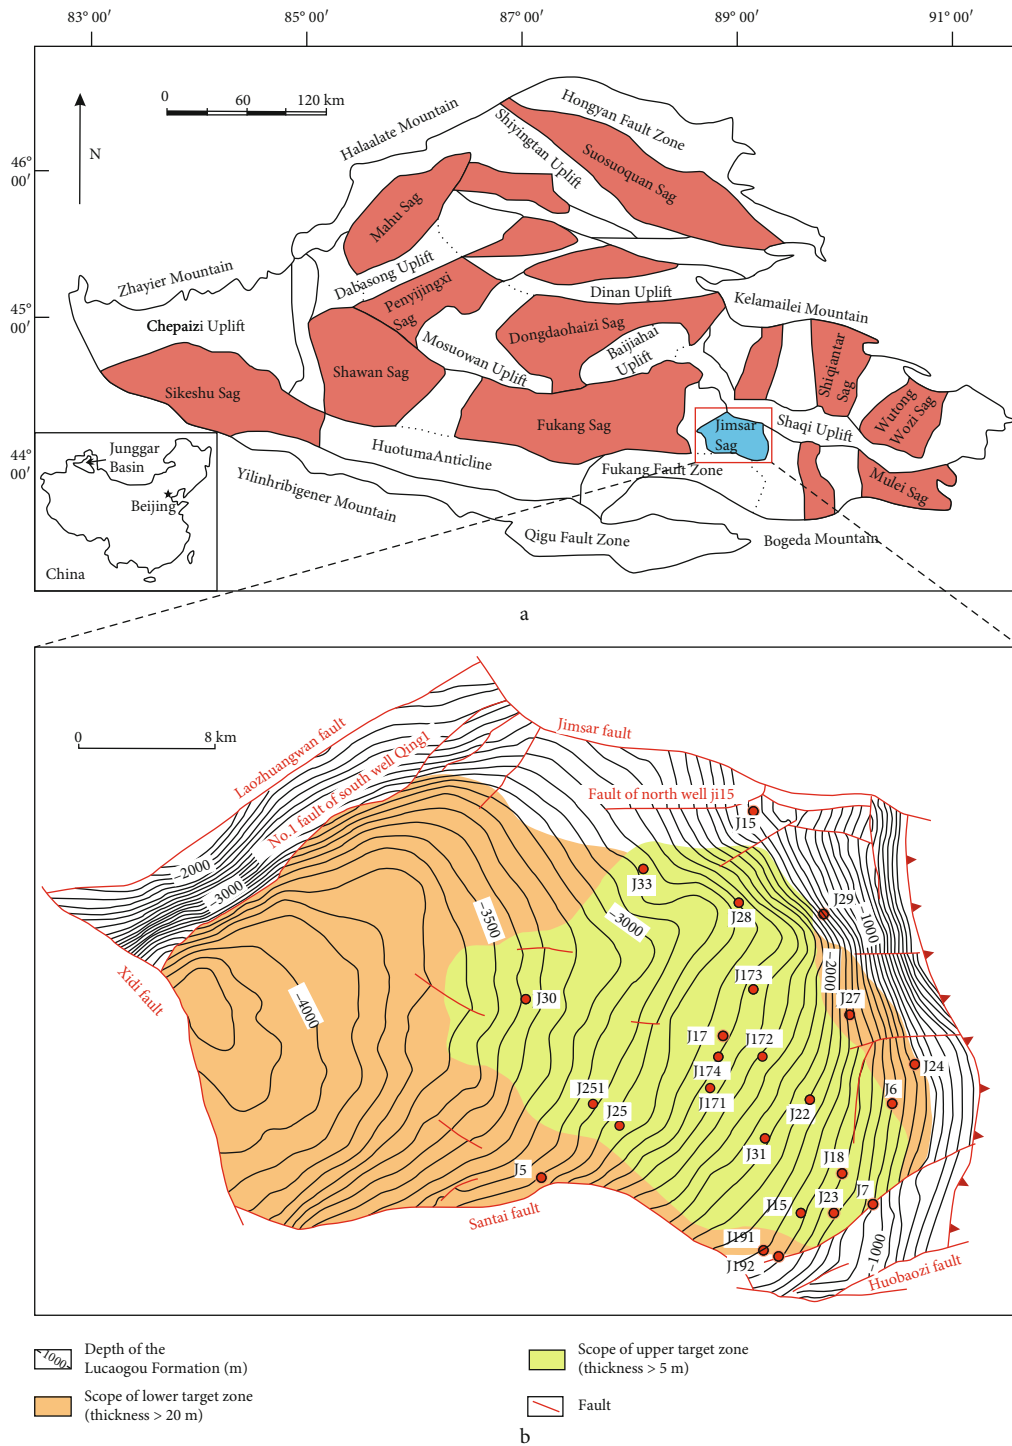 83° 00′
85° 00′
87° 00′
89° 00′
91° 00′
46°
00′
45°
00′
44°
00′
N
0
60
120 km
Halaalate Mountain
Hongyan Fault Zone
Shiyingtan Uplift
Suosuoquan Sag
Mahu Sag
Zhayier Mountain
Dabasong Uplift
Penyijingxi
Sag
Dinan Uplift
Kelamailei Mountain
Chepaizi Uplift
Mosuowan Uplift
Dongdaohaizi Sag
Baijiahai
Uplift
Shiqiantan
Sag
Sikeshu Sag
Shawan Sag
Fukang Sag
Jimsar
Sag
Shaqi Uplift
Wutong
Wozi Sag
HuotumaAnticline
Fukang Fault Zone
Mulei Sag
Yilinhribigener Mountain
Qigu Fault Zone
Bogeda Mountain
Junggar
Basin
Beijing
China
a
0
8 km
Laozhuangwan fault
No.1 fault of south well Qing1
Jimsar fault
Fault of north well ji15
J15
−2000
−3000
J33
J28
J29
−1000
−3500
−3000
−2000
Xidi fault
−4000
J30
J173
J27
J17
J172
J174
J24
J251
J171
J6
J25
J22
J31
J5
J18
J7
J15
J23
Santai fault
J191
J192
−1000
Huobaozi fault
−1000
Depth of the
Lucaogou Formation (m)
Scope of upper target zone
(thickness > 5 m)
Scope of lower target zone
(thickness > 20 m)
Fault
b